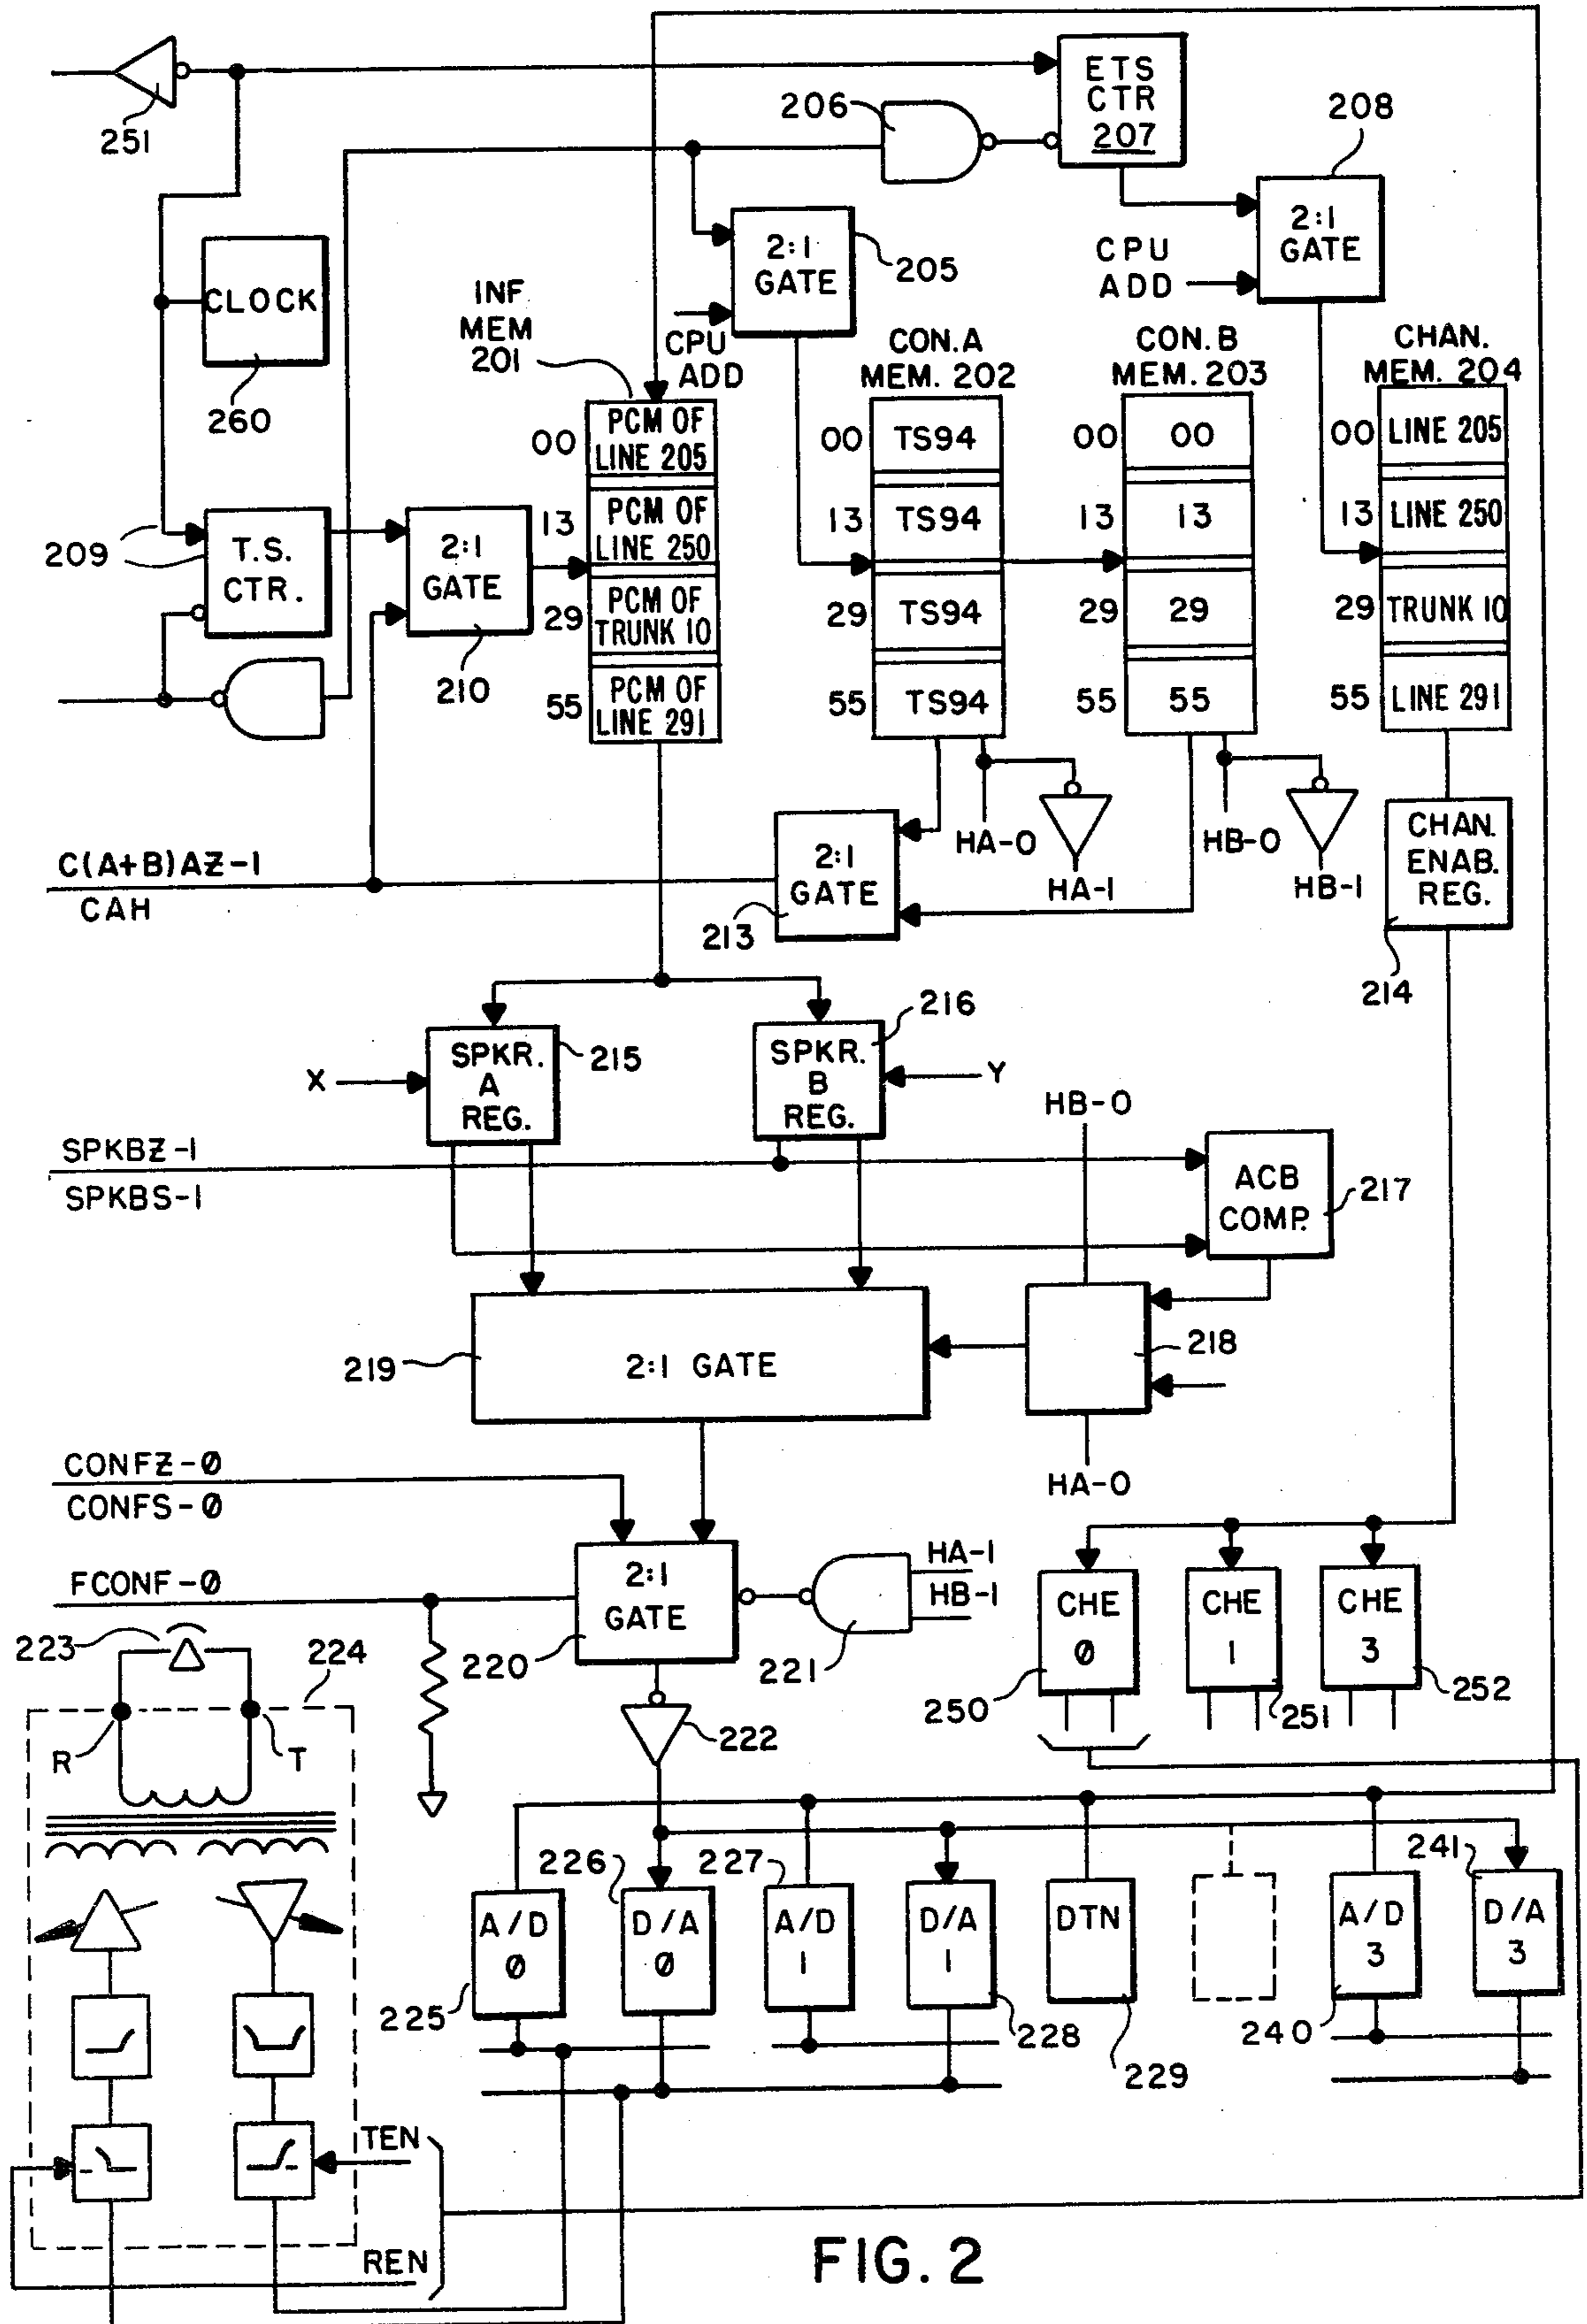 251
206
ETS
CTR
207
208
2:1
GATE
CPU
ADD
2:1
GATE
205
CPU
ADD
CLOCK
260
INF
MEM
201
CON. A
MEM. 202
CON. B
MEM. 203
CHAN.
MEM. 204
00
PCM OF
LINE 205
00
TS94
00
00
00
LINE 205
209
T.S.
CTR.
2:1
GATE
210
13
PCM OF
LINE 250
13
TS94
13
13
13
LINE 250
29
PCM OF
TRUNK 10
29
TS94
29
29
29
TRUNK 10
55
PCM OF
LINE 291
55
TS94
55
55
55
LINE 291
C(A+B)AZ-1
CAH
2:1
GATE
213
HA-0
HA-1
HB-0
HB-1
CHAN.
ENAB.
REG.
214
X
SPKR.
A
REG.
215
SPKR.
B
REG.
216
Y
SPKBZ-1
SPKBS-1
HB-0
ACB
COMP.
217
219
2:1 GATE
218
HA-0
CONFZ-Ø
CONFS-Ø
FCONF-Ø
2:1
GATE
220
HA-1
HB-1
221
CHE
Ø
250
CHE
1
251
CHE
3
252
223
224
R
T
222
226
227
241
A/D
Ø
225
D/A
Ø
A/D
1
D/A
1
228
DTN
229
A/D
3
240
D/A
3
TEN
REN
FIG. 2